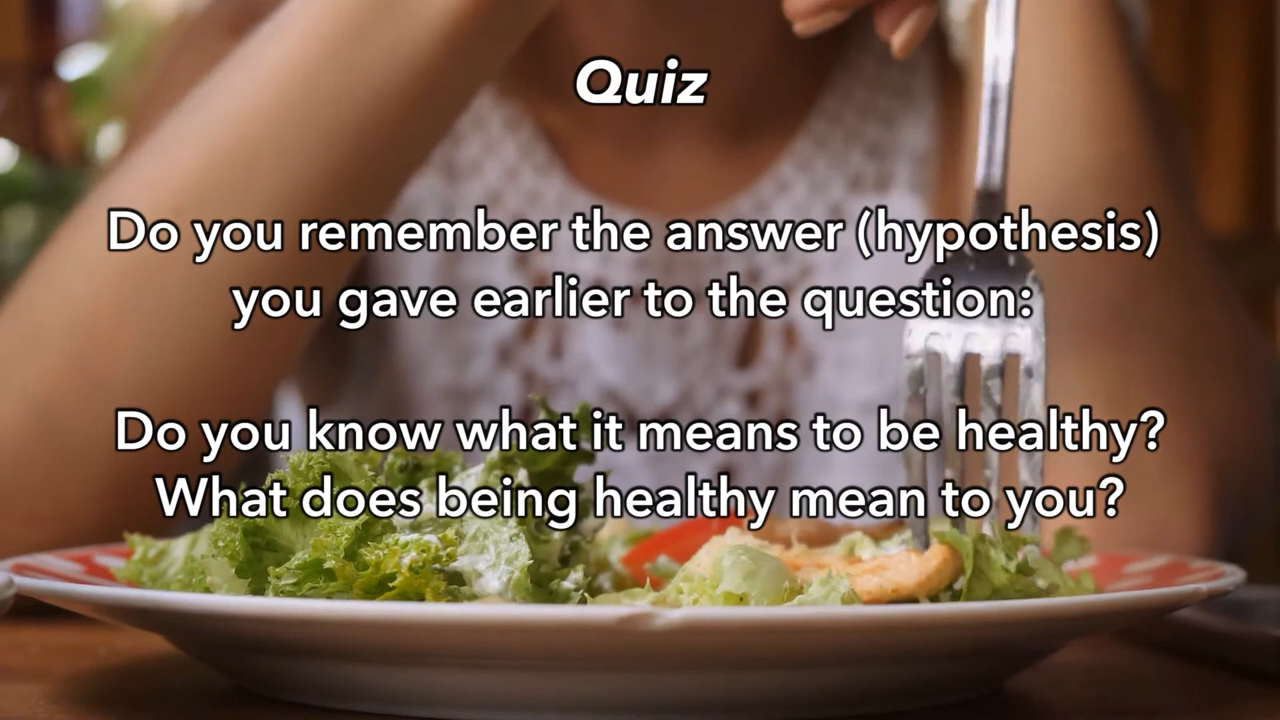 Quiz
Do you remember the answer (hypothesis)
you gave earlier to the question:
Do you know what it means to be healthy?
What does being healthy mean to you?